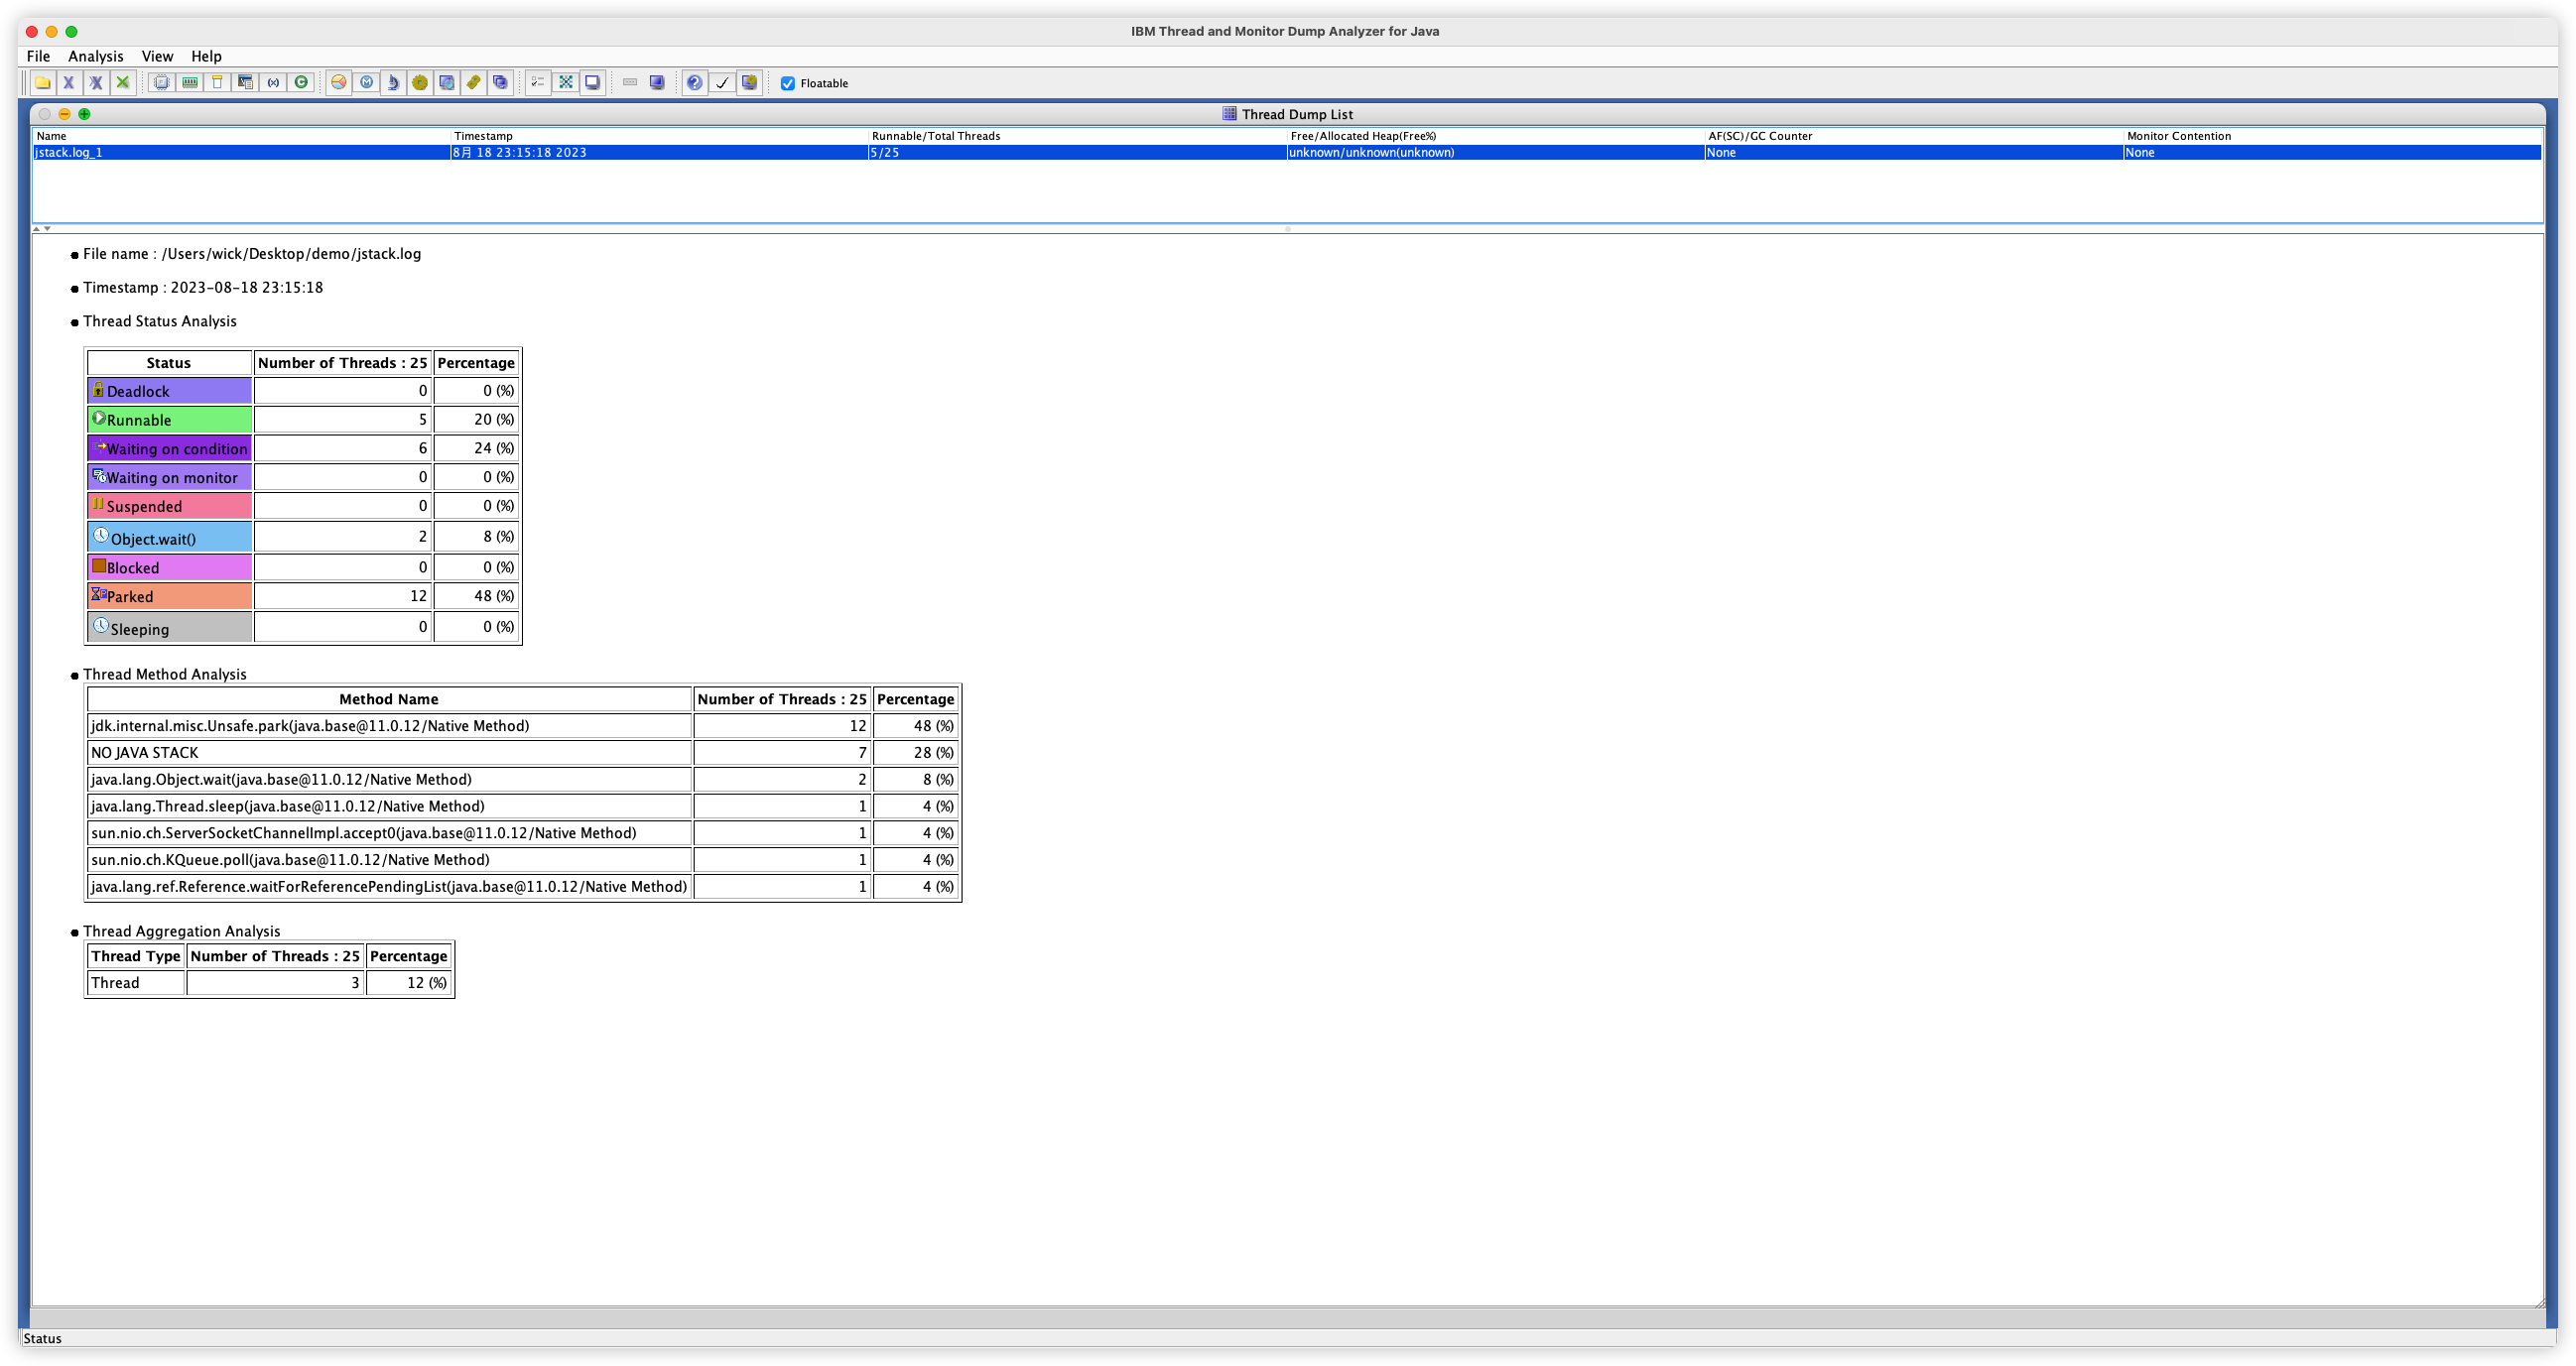 IBM Thread and Monitor Dump Analyzer for Java
File Analysis View Help
Floatable
Thread Dump List
Name Timestamp Runnable/Total Threads Free/Allocated Heap(Free%) AF(SC)/GC Counter Monitor Contention
jstack.log_1 8月 18 23:15:18 2023 5/25 unknown/unknown(unknown) None None
File name : /Users/wick/Desktop/demo/jstack.log
Timestamp : 2023-08-18 23:15:18
Thread Status Analysis
Status Number of Threads : 25 Percentage
Deadlock 0 0 (%)
Runnable 5 20 (%)
Waiting on condition 6 24 (%)
Waiting on monitor 0 0 (%)
Suspended 0 0 (%)
Object.wait() 2 8 (%)
Blocked 0 0 (%)
Parked 12 48 (%)
Sleeping 0 0 (%)
Thread Method Analysis
Method Name Number of Threads : 25 Percentage
jdk.internal.misc.Unsafe.park(java.base@11.0.12/Native Method) 12 48 (%)
NO JAVA STACK 7 28 (%)
java.lang.Object.wait(java.base@11.0.12/Native Method) 2 8 (%)
java.lang.Thread.sleep(java.base@11.0.12/Native Method) 1 4 (%)
sun.nio.ch.ServerSocketChannelImpl.accept0(java.base@11.0.12/Native Method) 1 4 (%)
sun.nio.ch.KQueue.poll(java.base@11.0.12/Native Method) 1 4 (%)
java.lang.ref.Reference.waitForReferencePendingList(java.base@11.0.12/Native Method) 1 4 (%)
Thread Aggregation Analysis
Thread Type Number of Threads : 25 Percentage
Thread 3 12 (%)
Status